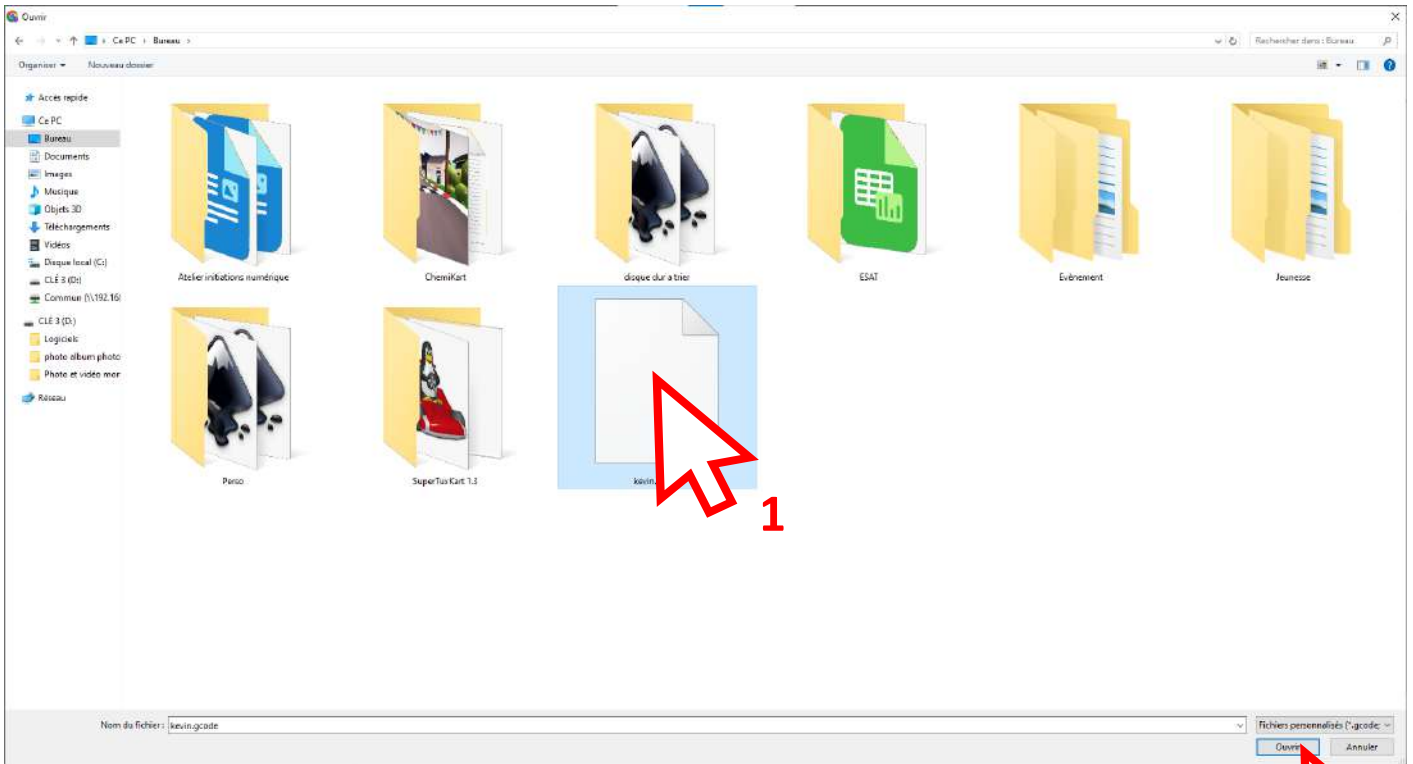 Ouvrir
Ce PC › Bureau ›
Rechercher dans : Bureau
Organiser
Nouveau dossier
Accès rapide
Ce PC
Bureau
Documents
Images
Musique
Objets 3D
Téléchargements
Vidéos
Disque local (C:)
CLÉ 3 (D:)
Commun (\\192.16
CLÉ 3 (D:)
Logiciels
photo album photo
Photo et vidéo mor
Réseau
Atelier initiations numérique
ChemiKart
disque dur a trier
ESAT
Evènement
Jeunesse
Perso
SuperTuxKart 1.3
kevin.
1
Nom du fichier : kevin.gcode
Fichiers personnalisés (*.gcode;
Ouvrir
Annuler